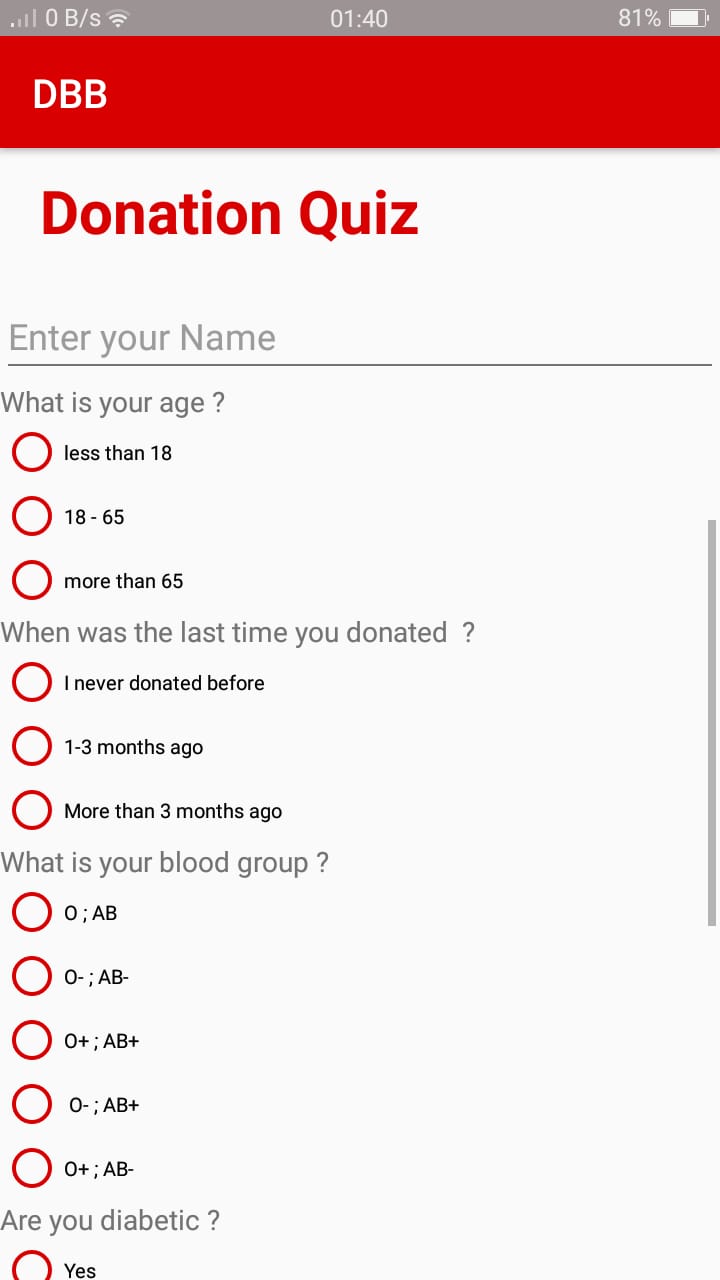 0 B/s
01:40
81%
DBB
Donation Quiz
Enter your Name
What is your age ?
less than 18
18 - 65
more than 65
When was the last time you donated  ?
I never donated before
1-3 months ago
More than 3 months ago
What is your blood group ?
O ; AB
O- ; AB-
O+ ; AB+
O- ; AB+
O+ ; AB-
Are you diabetic ?
Yes